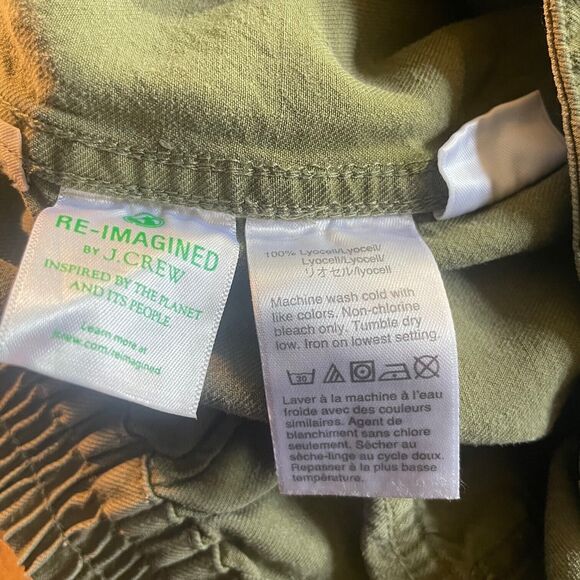 RE-IMAGINED
BY J.CREW
INSPIRED BY THE PLANET
AND ITS PEOPLE.
Learn more at
jcrew.com/reimagined
100% Lyocell/Lyocell/
Lyocell/Lyocell/
リオセル/lyocell
Machine wash cold with
like colors. Non-chlorine
bleach only. Tumble dry
low. Iron on lowest setting.
30
Laver à la machine à l'eau
froide avec des couleurs
similaires. Agent de
blanchiment sans chlore
seulement. Sécher au
sèche-linge au cycle doux.
Repasser à la plus basse
température.